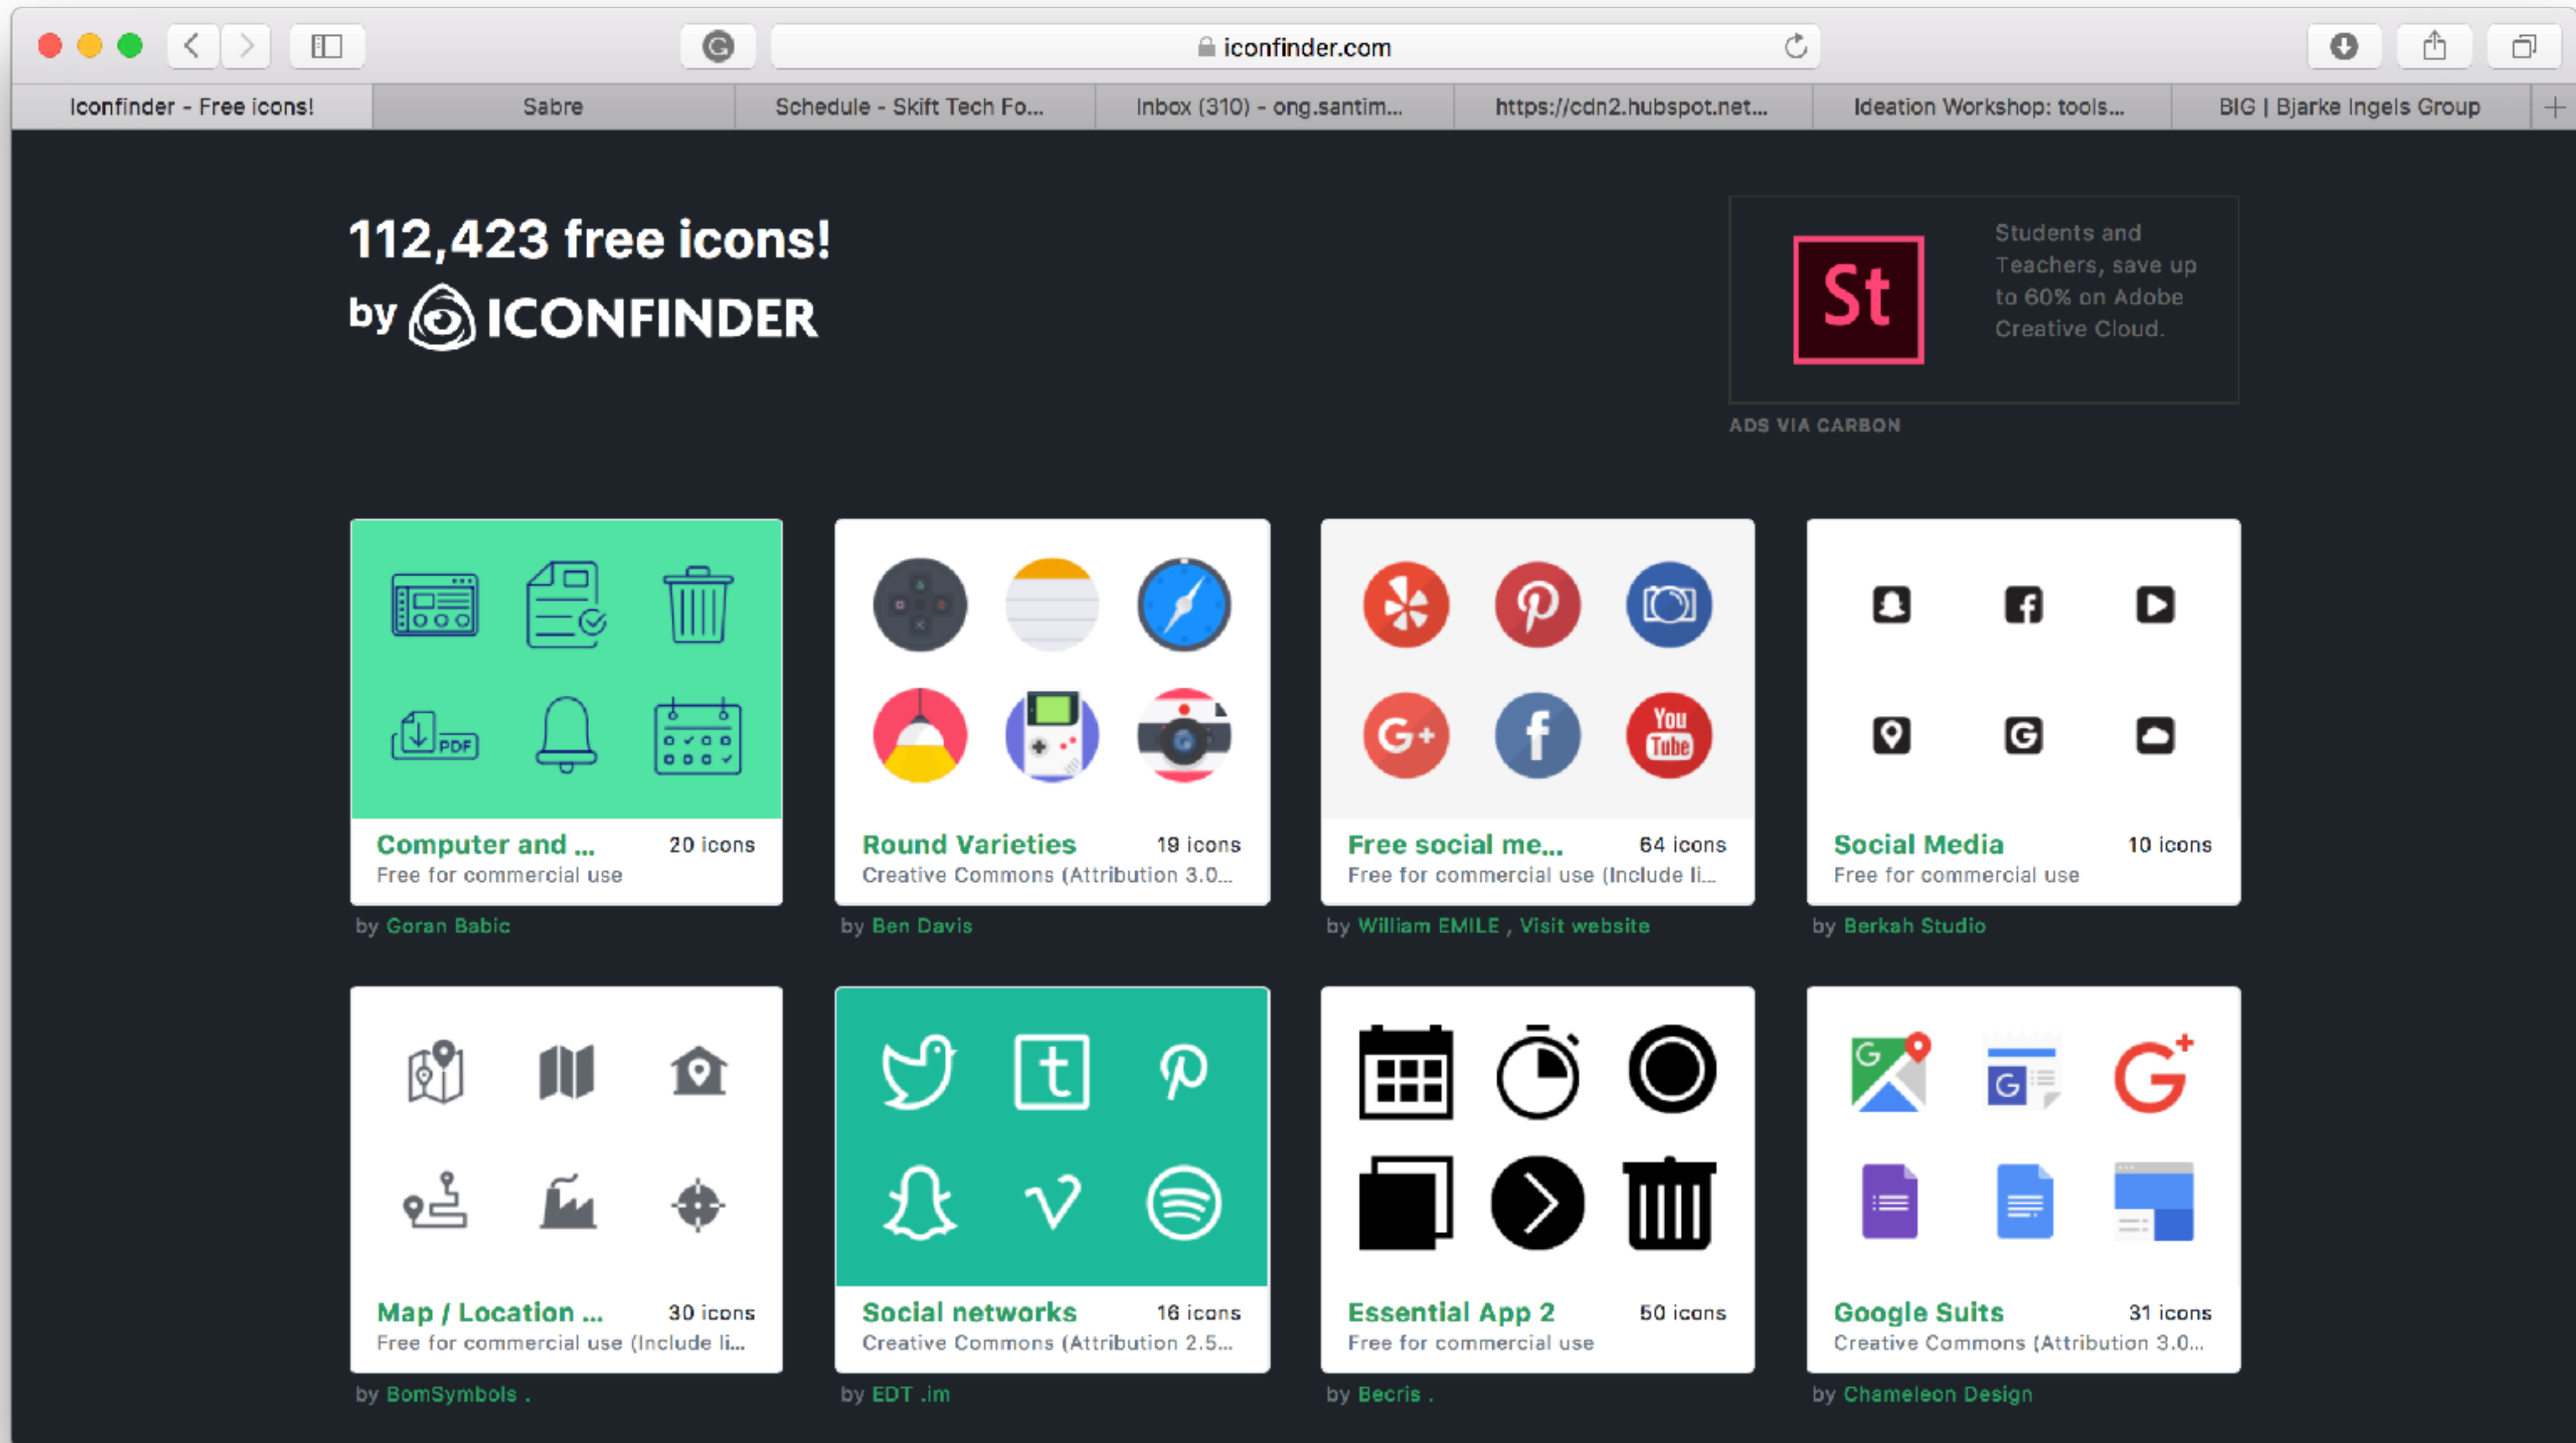 iconfinder.com
Iconfinder - Free icons!
Sabre
Schedule - Skift Tech Fo...
Inbox (310) - ong.santim...
https://cdn2.hubspot.net...
Ideation Workshop: tools...
BIG | Bjarke Ingels Group
112,423 free icons!
by ICONFINDER
St
Students and
Teachers, save up
to 60% on Adobe
Creative Cloud.
ADS VIA CARBON
PDF
Computer and ... 20 icons
Free for commercial use
by Goran Babic
Round Varieties 19 icons
Creative Commons (Attribution 3.0...
by Ben Davis
G+
f
You
Tube
Free social me... 64 icons
Free for commercial use (Include li...
by William EMILE , Visit website
f
G
Social Media 10 icons
Free for commercial use
by Berkah Studio
Map / Location ... 30 icons
Free for commercial use (Include li...
by BomSymbols .
t
Social networks 16 icons
Creative Commons (Attribution 2.5...
by EDT .im
Essential App 2 50 icons
Free for commercial use
by Becris .
G
G
G+
Google Suits 31 icons
Creative Commons (Attribution 3.0...
by Chameleon Design